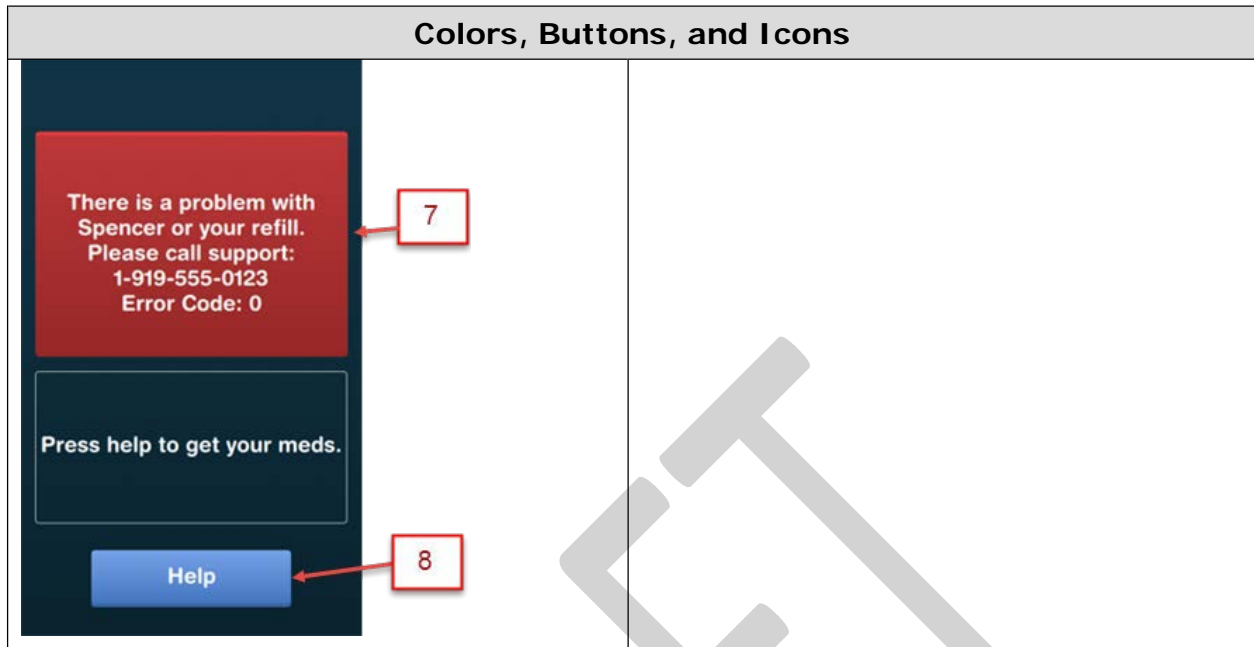 Colors, Buttons, and Icons
There is a problem with
Spencer or your refill.
Please call support:
1-919-555-0123
Error Code: 0
7
Press help to get your meds.
Help
8